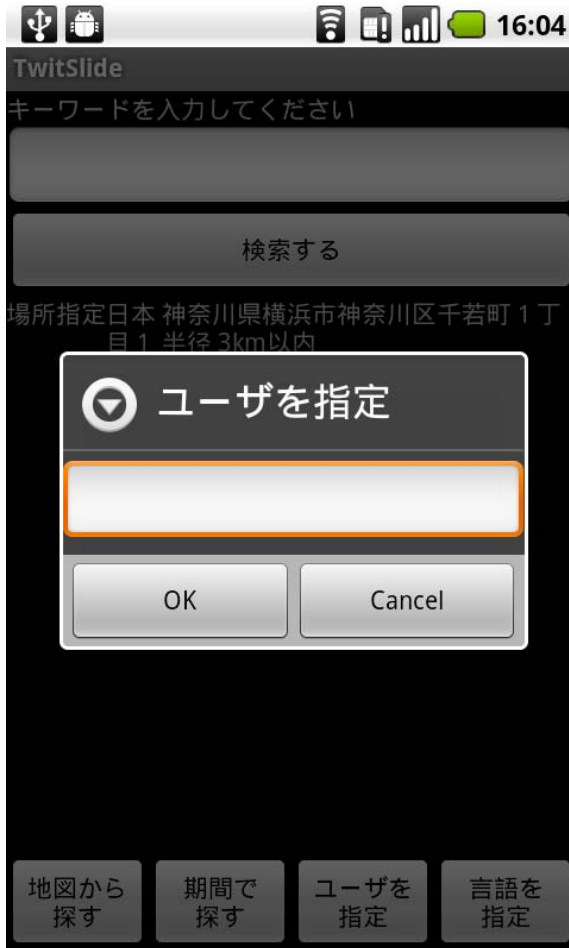 16:04
TwitSlide
キーワードを入力してください
検索する
場所指定日本 神奈川県横浜市神奈川区千若町１丁
目１ 半径 3km以内
ユーザを指定
OK
Cancel
地図から
探す
期間で
探す
ユーザを
指定
言語を
指定